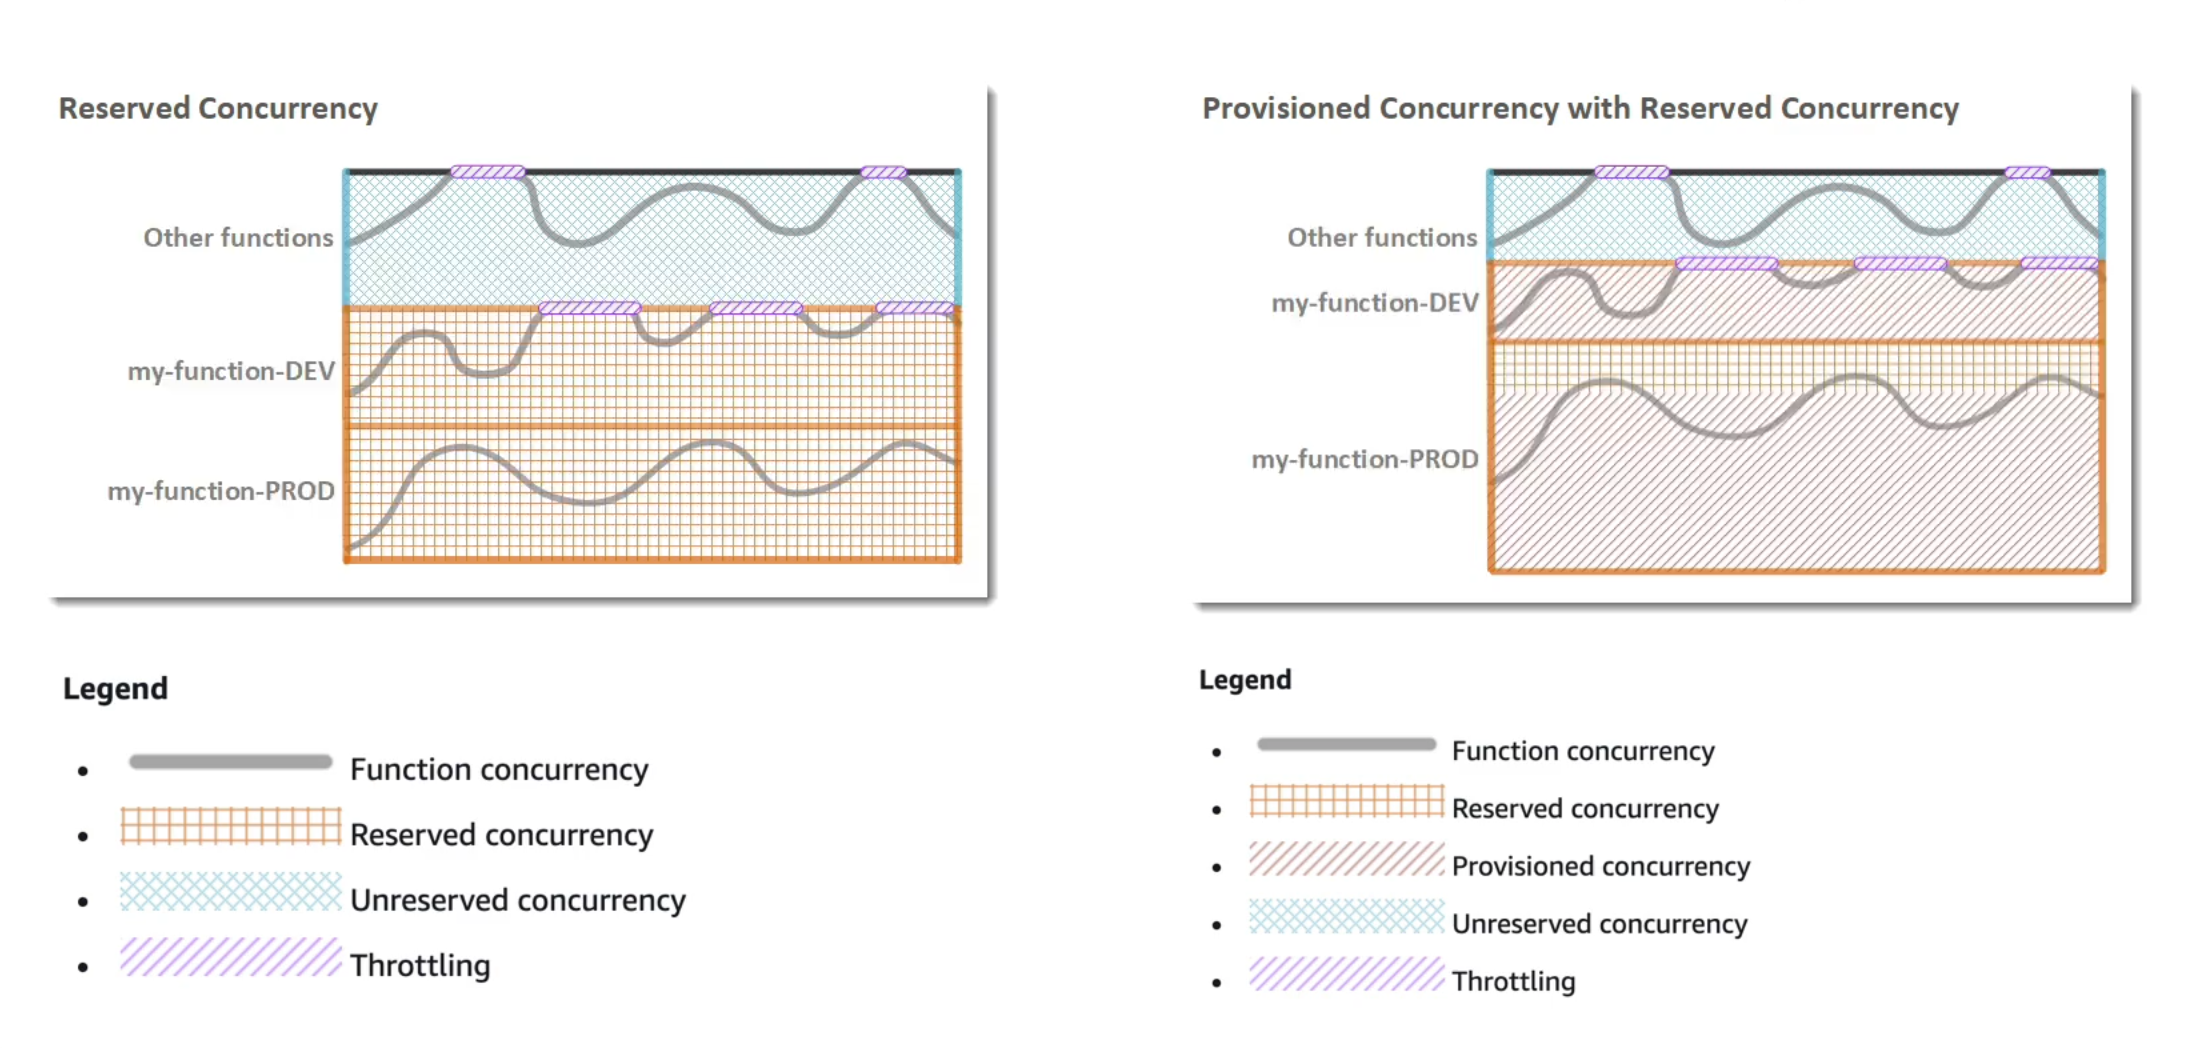 Reserved Concurrency
Other functions
my-function-DEV
my-function-PROD
Legend
Function concurrency
Reserved concurrency
Unreserved concurrency
Throttling
Provisioned Concurrency with Reserved Concurrency
Other functions
my-function-DEV
my-function-PROD
Legend
Function concurrency
Reserved concurrency
Provisioned concurrency
Unreserved concurrency
Throttling